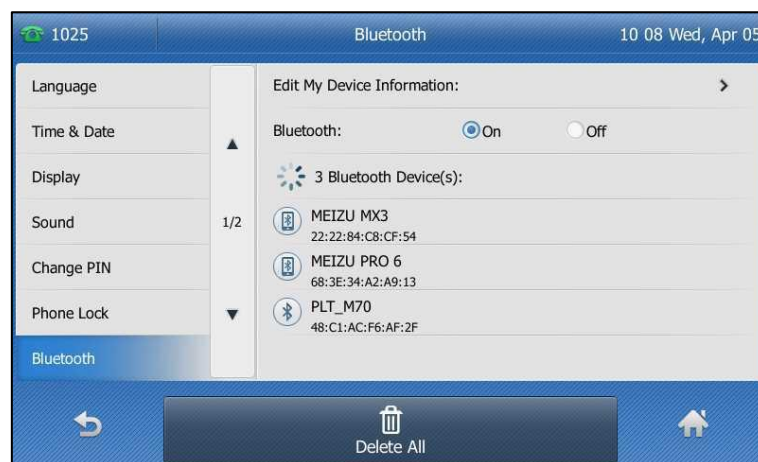 1025 Bluetooth 10 08 Wed, Apr 05
Language
Time & Date
Display
Sound
Change PIN
Phone Lock
Bluetooth
1/2
Edit My Device Information:
Bluetooth: On Off
3 Bluetooth Device(s):
MEIZU MX3
22:22:84:C8:CF:54
MEIZU PRO 6
68:3E:34:A2:A9:13
PLT_M70
48:C1:AC:F6:AF:2F
Delete All